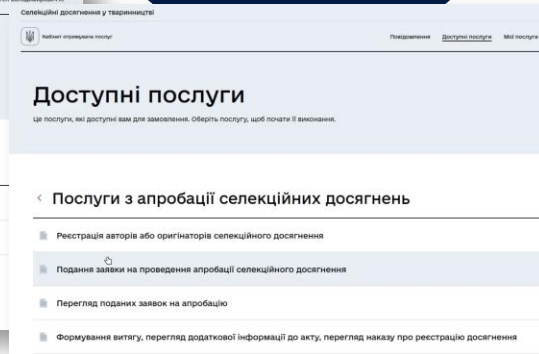 Селекційні досягнення у тваринництві
Кабінет отримувача послуг
Повідомлення Доступні послуги Мої послуги
Доступні послуги
Це послуги, які доступні вам для замовлення. Оберіть послугу, щоб почати її виконання.
Послуги з апробації селекційних досягнень
Реєстрація авторів або оригінаторів селекційного досягнення
Подання заявки на проведення апробації селекційного досягнення
Перегляд поданих заявок на апробацію
Формування витягу, перегляд додаткової інформації до акту, перегляд наказу про реєстрацію досягнення